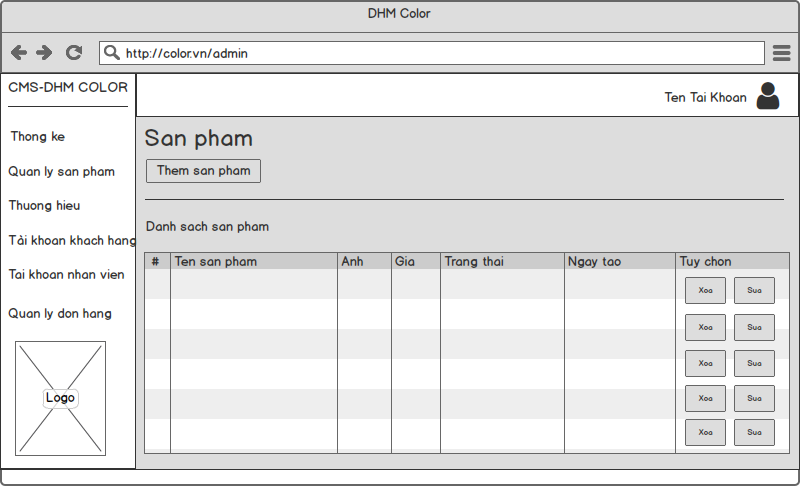 DHM Color
http://color.vn/admin
CMS-DHM COLOR
Ten Tai Khoan
Thong ke
Quan ly san pham
Thuong hieu
Tải khoan khach hang
Tai khoan nhan vien
Quan ly don hang
Logo
San pham
Them san pham
Danh sach san pham
# Ten san pham Anh Gia Trang thai Ngay tao Tuy chon
Xoa Sua
Xoa Sua
Xoa Sua
Xoa Sua
Xoa Sua